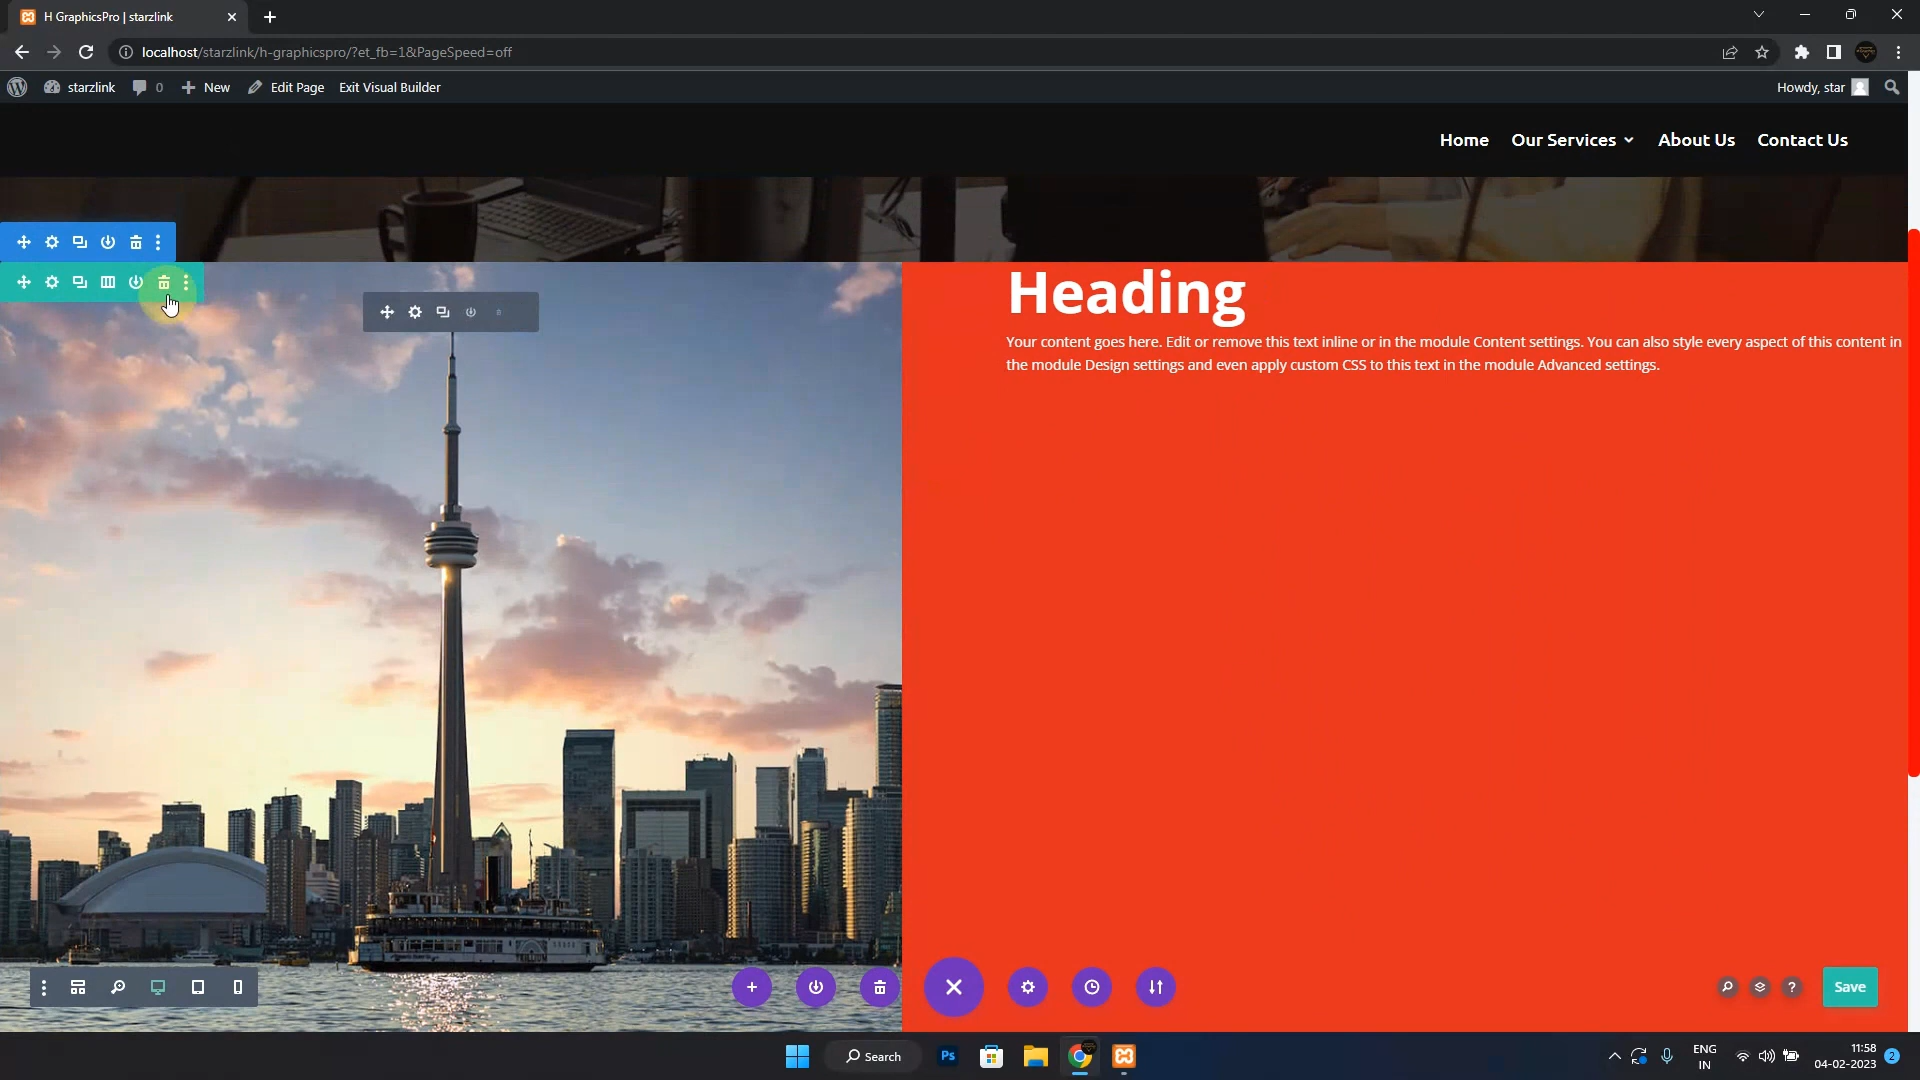 H GraphicsPro | starzlink
localhost/starzlink/h-graphicspro/?et_fb=1&PageSpeed=off
starzlink 0 New Edit Page Exit Visual Builder Howdy, star
Home Our Services About Us Contact Us
Heading
Your content goes here. Edit or remove this text inline or in the module Content settings. You can also style every aspect of this content in
the module Design settings and even apply custom CSS to this text in the module Advanced settings.
Save
Search
Ps
ENG
IN
11:58
04-02-2023
2